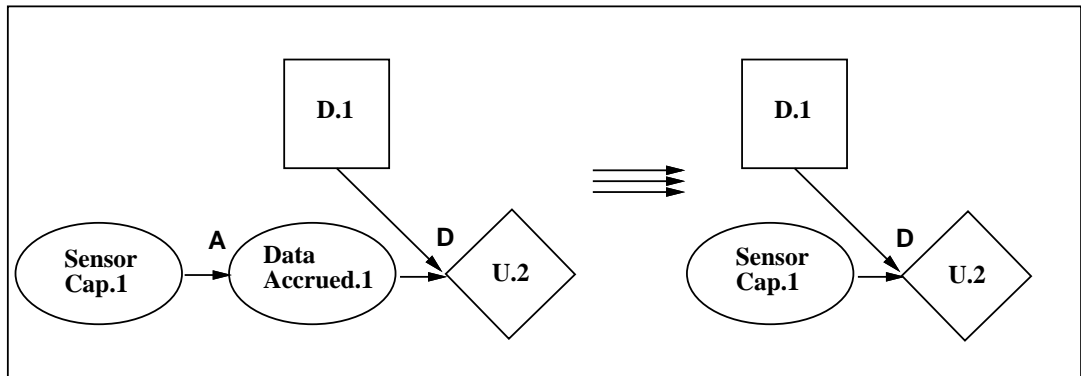 D.1
A
Sensor
Cap.1
Data
Accrued.1
D
U.2
D.1
Sensor
Cap.1
D
U.2